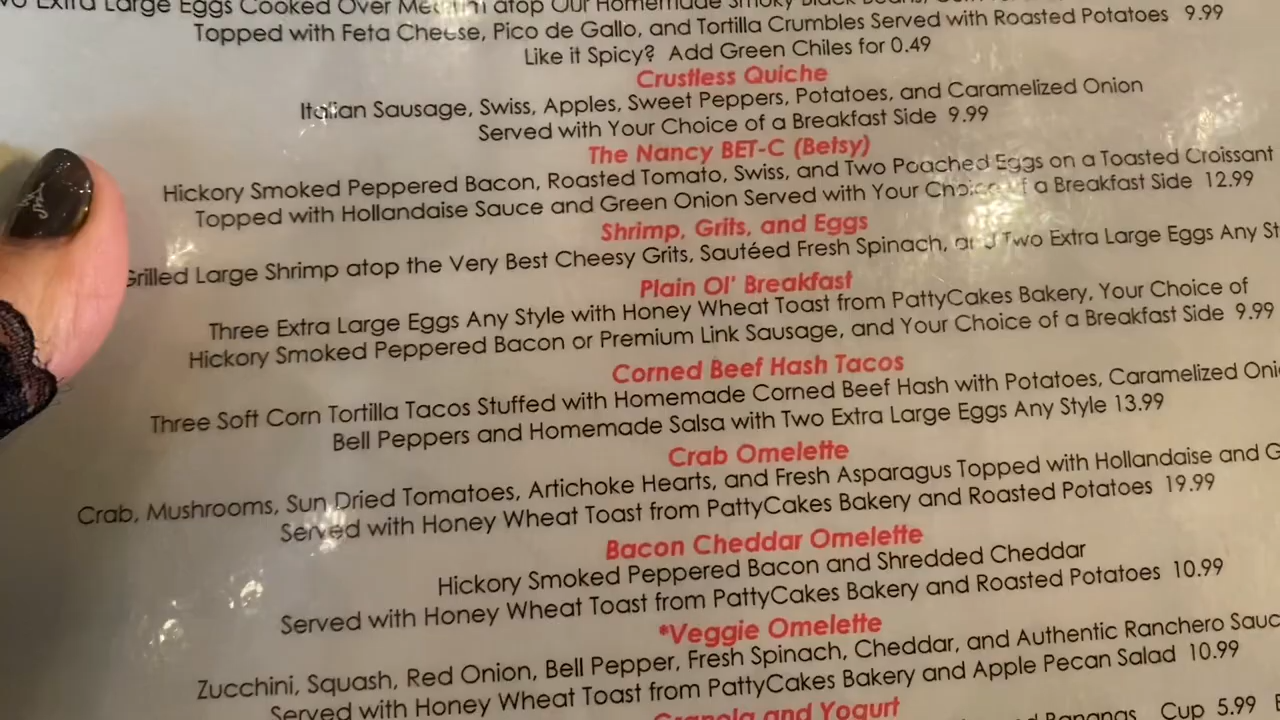 Extra Large Eggs Cooked Over atop Our Homemade Smoky Black
Topped with Feta Cheese, Pico de Gallo, and Tortilla Crumbles Served with Roasted Potatoes 9.99
Like it Spicy? Add Green Chiles for 0.49
Crustless Quiche
Italian Sausage, Swiss, Apples, Sweet Peppers, Potatoes, and Caramelized Onion
Served with Your Choice of a Breakfast Side 9.99
The Nancy BET-C (Betsy)
Hickory Smoked Peppered Bacon, Roasted Tomato, Swiss, and Two Poached Eggs on a Toasted Croissant
Topped with Hollandaise Sauce and Green Onion Served with Your Choice of a Breakfast Side 12.99
Shrimp, Grits, and Eggs
Grilled Large Shrimp atop the Very Best Cheesy Grits, Sautéed Fresh Spinach, and Two Extra Large Eggs Any
Plain Ol' Breakfast
Three Extra Large Eggs Any Style with Honey Wheat Toast from PattyCakes Bakery, Your Choice of
Hickory Smoked Peppered Bacon or Premium Link Sausage, and Your Choice of a Breakfast Side 9.99
Corned Beef Hash Tacos
Three Soft Corn Tortilla Tacos Stuffed with Homemade Corned Beef Hash with Potatoes, Caramelized
Bell Peppers and Homemade Salsa with Two Extra Large Eggs Any Style 13.99
Crab Omelette
Crab, Mushrooms, Sun Dried Tomatoes, Artichoke Hearts, and Fresh Asparagus Topped with Hollandaise and
Served with Honey Wheat Toast from PattyCakes Bakery and Roasted Potatoes 19.99
Bacon Cheddar Omelette
Hickory Smoked Peppered Bacon and Shredded Cheddar
Served with Honey Wheat Toast from PattyCakes Bakery and Roasted Potatoes 10.99
*Veggie Omelette
Zucchini, Squash, Red Onion, Bell Pepper, Fresh Spinach, Cheddar, and Authentic Ranchero
Served with Honey Wheat Toast from PattyCakes Bakery and Apple Pecan Salad 10.99
Granola and Yogurt
Bananas Cup 5.99